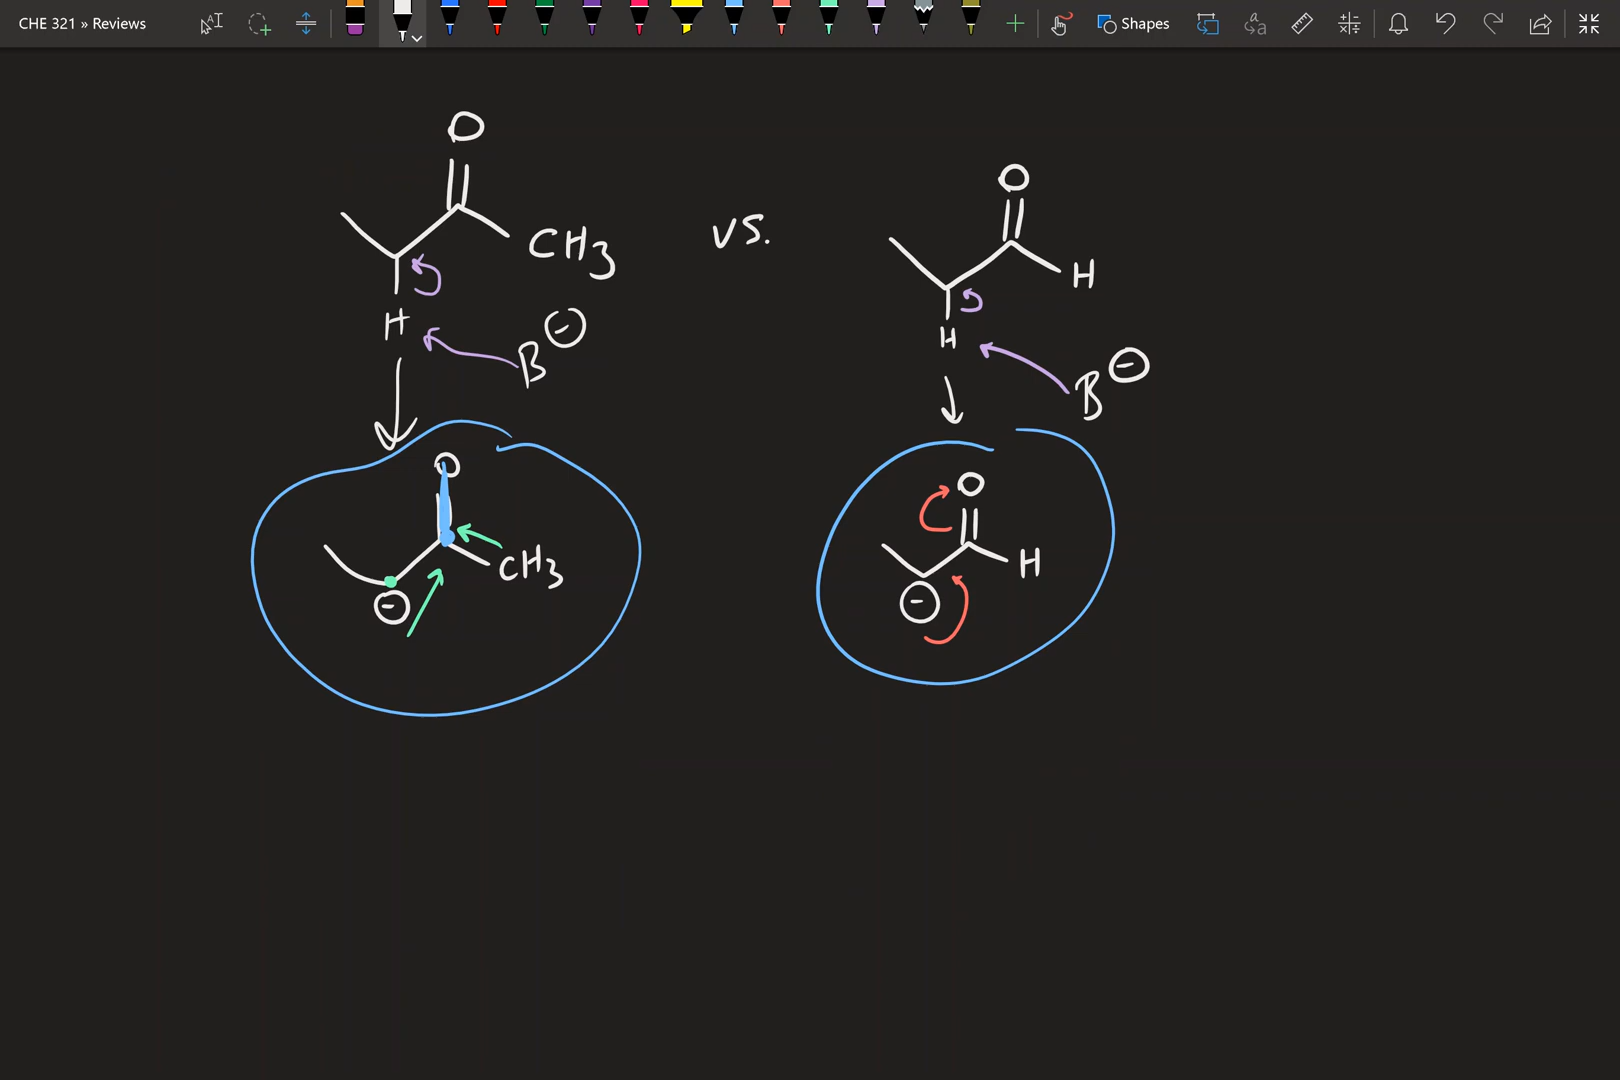 CHE 321 » Reviews
Shapes
O
CH3
H
B ⊖
vs.
O
H
H
B ⊖
O
CH3
⊖
O
H
⊖